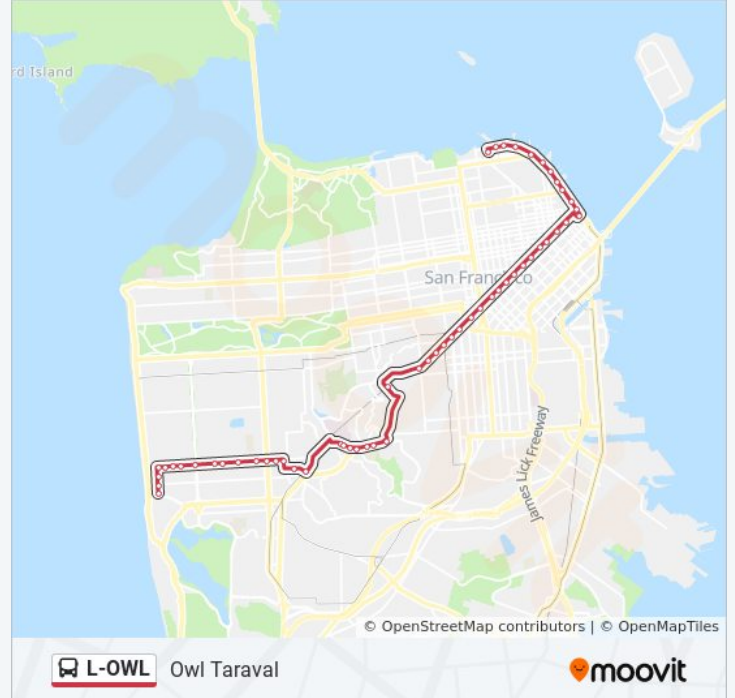 rd Island
San Francisco
James Lick Freeway
© OpenStreetMap contributors | © OpenMapTiles
L-OWL Owl Taraval
moovit